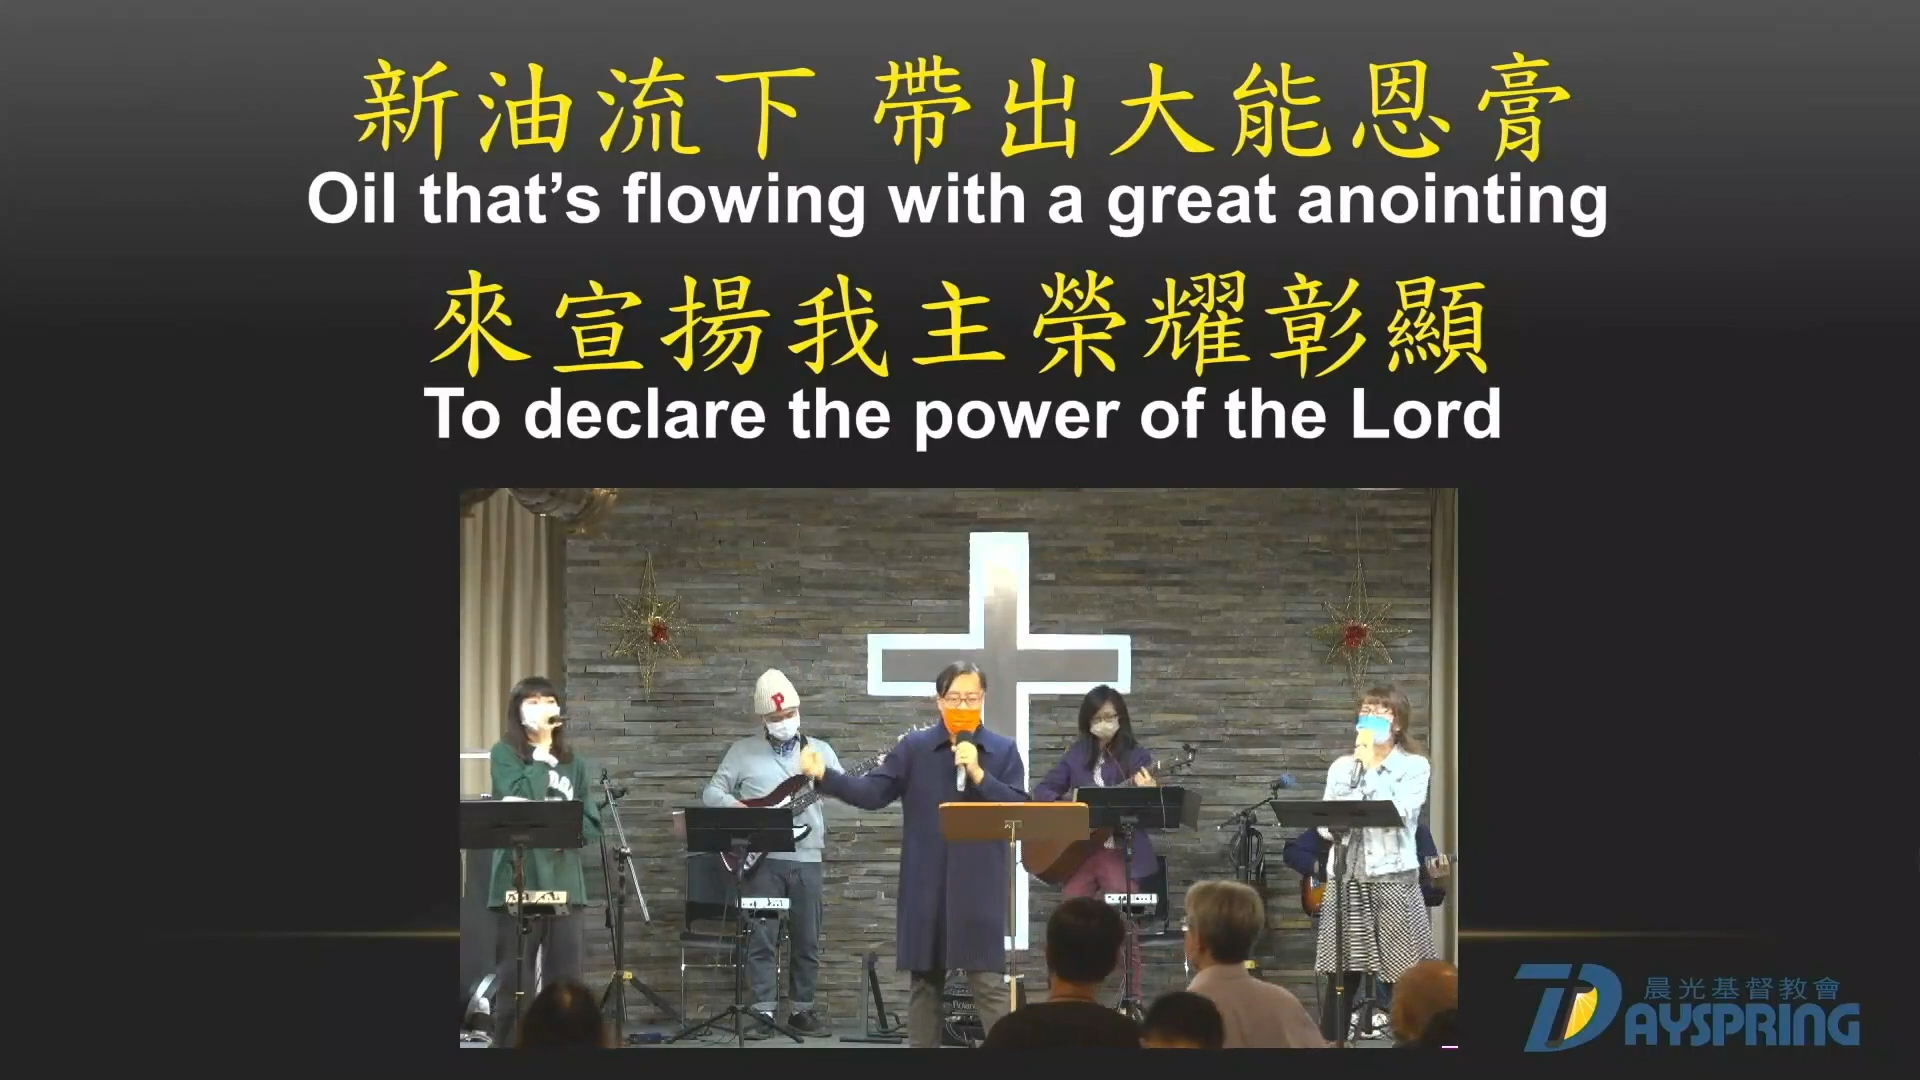 新油流下 帶出大能恩膏
Oil that's flowing with a great anointing
來宣揚我主榮耀彰顯
To declare the power of the Lord
P
Roland
晨光基督教會
DAYSPRING